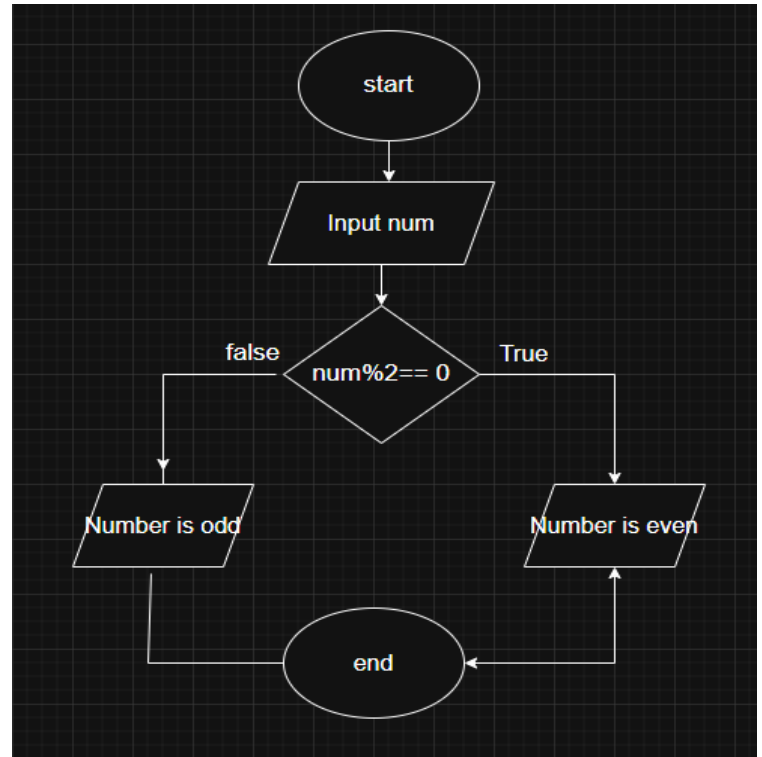 start
Input num
false
True
num%2== 0
Number is odd
Number is even
end